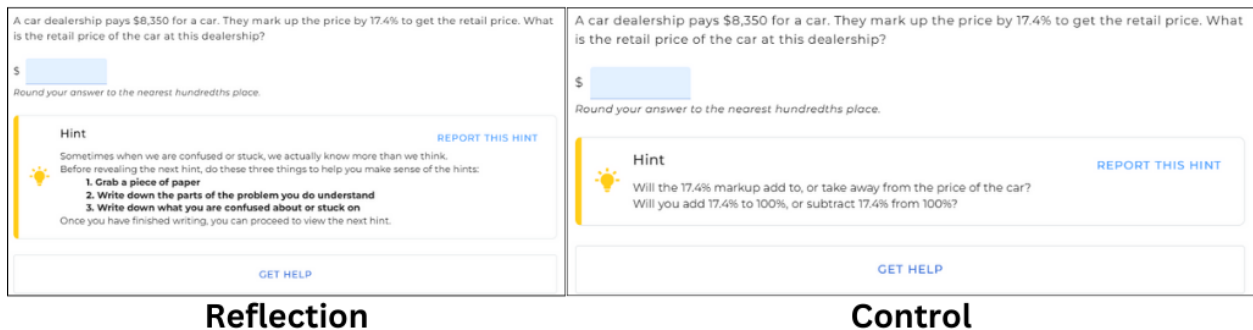 A car dealership pays $8,350 for a car. They mark up the price by 17.4% to get the retail price. What
is the retail price of the car at this dealership?
$
Round your answer to the nearest hundredths place.
Hint
REPORT THIS HINT
Sometimes when we are confused or stuck, we actually know more than we think.
Before revealing the next hint, do these three things to help you make sense of the hints:
1. Grab a piece of paper
2. Write down the parts of the problem you do understand
3. Write down what you are confused about or stuck on
Once you have finished writing, you can proceed to view the next hint.
GET HELP
Reflection
A car dealership pays $8,350 for a car. They mark up the price by 17.4% to get the retail price. What
is the retail price of the car at this dealership?
$
Round your answer to the nearest hundredths place.
Hint
REPORT THIS HINT
Will the 17.4% markup add to, or take away from the price of the car?
Will you add 17.4% to 100%, or subtract 17.4% from 100%?
GET HELP
Control